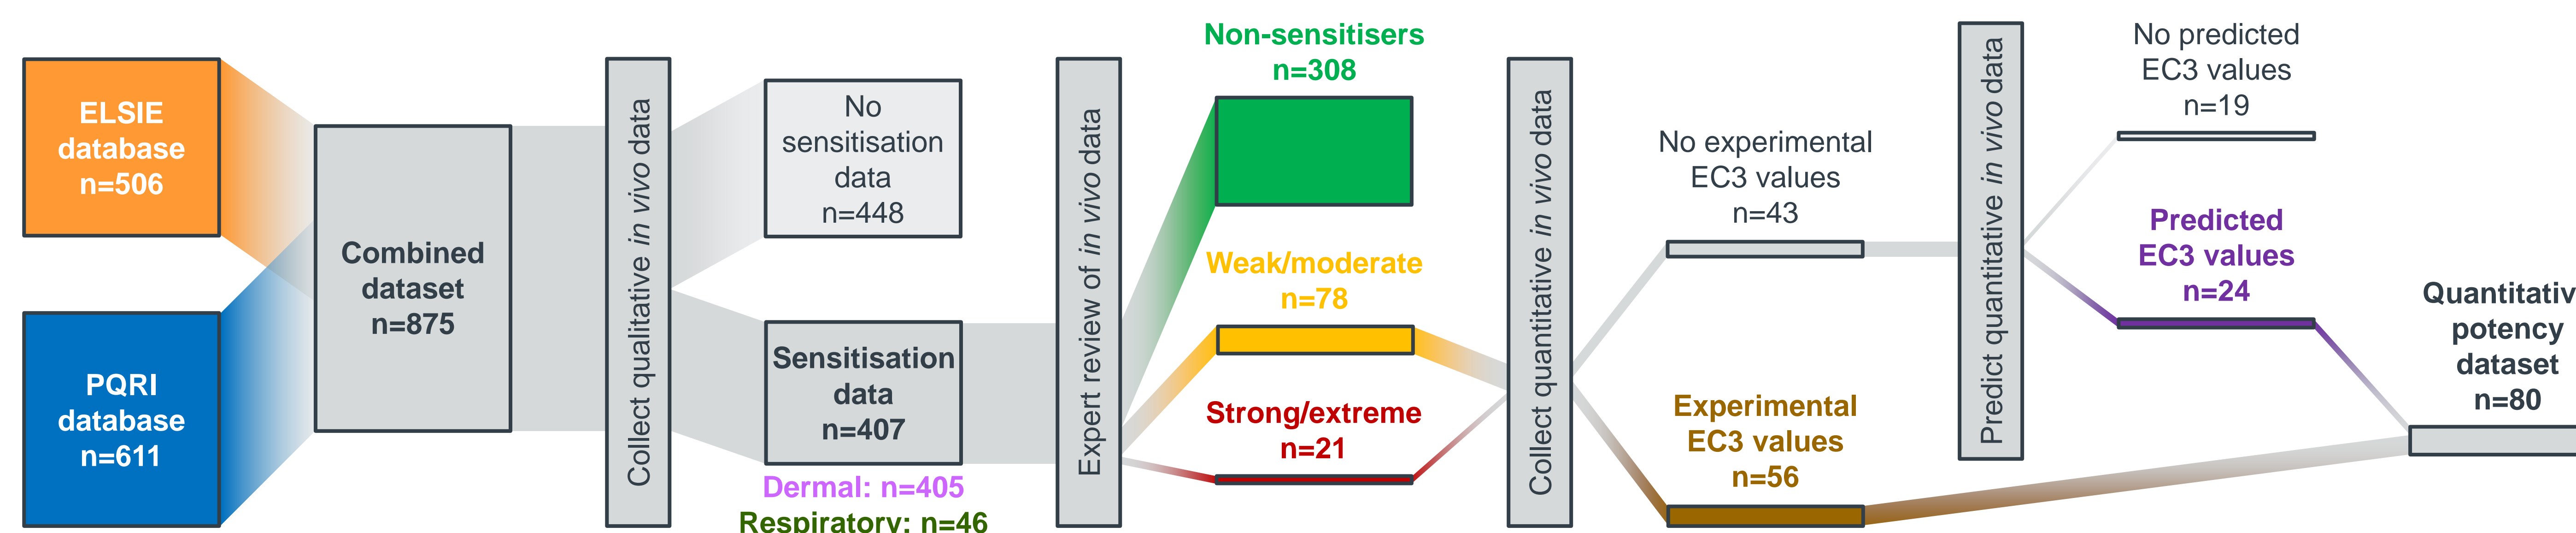 ELSIE
database
n=506
PQRI
database
n=611
Combined
dataset
n=875
Collect qualitative in vivo data
No
sensitisation
data
n=448
Sensitisation
data
n=407
Dermal: n=405
Respiratory: n=46
Expert review of in vivo data
Non-sensitisers
n=308
Weak/moderate
n=78
Strong/extreme
n=21
Collect quantitative in vivo data
No experimental
EC3 values
n=43
Experimental
EC3 values
n=56
Predict quantitative in vivo data
No predicted
EC3 values
n=19
Predicted
EC3 values
n=24
Quantitativ
potency
dataset
n=80